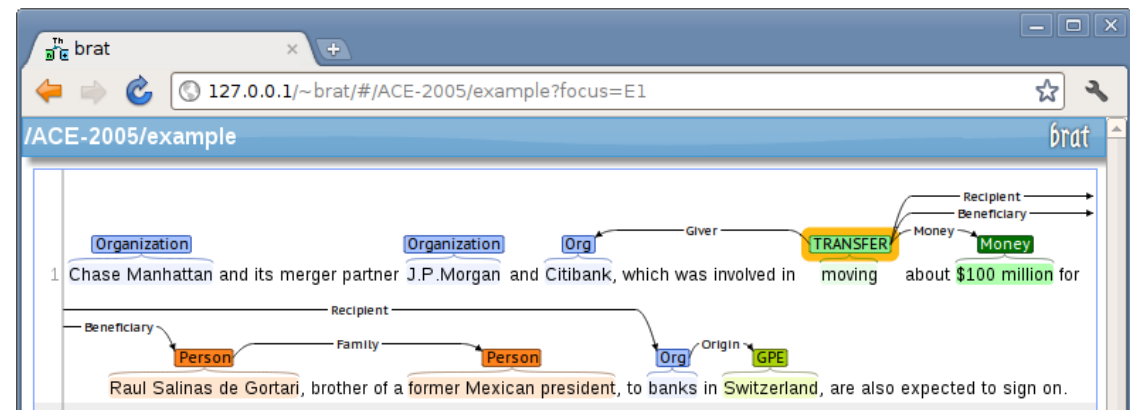 brat
127.0.0.1/~brat/#/ACE-2005/example?focus=E1
/ACE-2005/example brat
Recipient
Beneficiary
Organization Organization Org Giver TRANSFER Money Money
1 Chase Manhattan and its merger partner J.P.Morgan and Citibank, which was involved in moving about $100 million for
Recipient
Beneficiary
Person Family Person Org Origin GPE
Raul Salinas de Gortari, brother of a former Mexican president, to banks in Switzerland, are also expected to sign on.